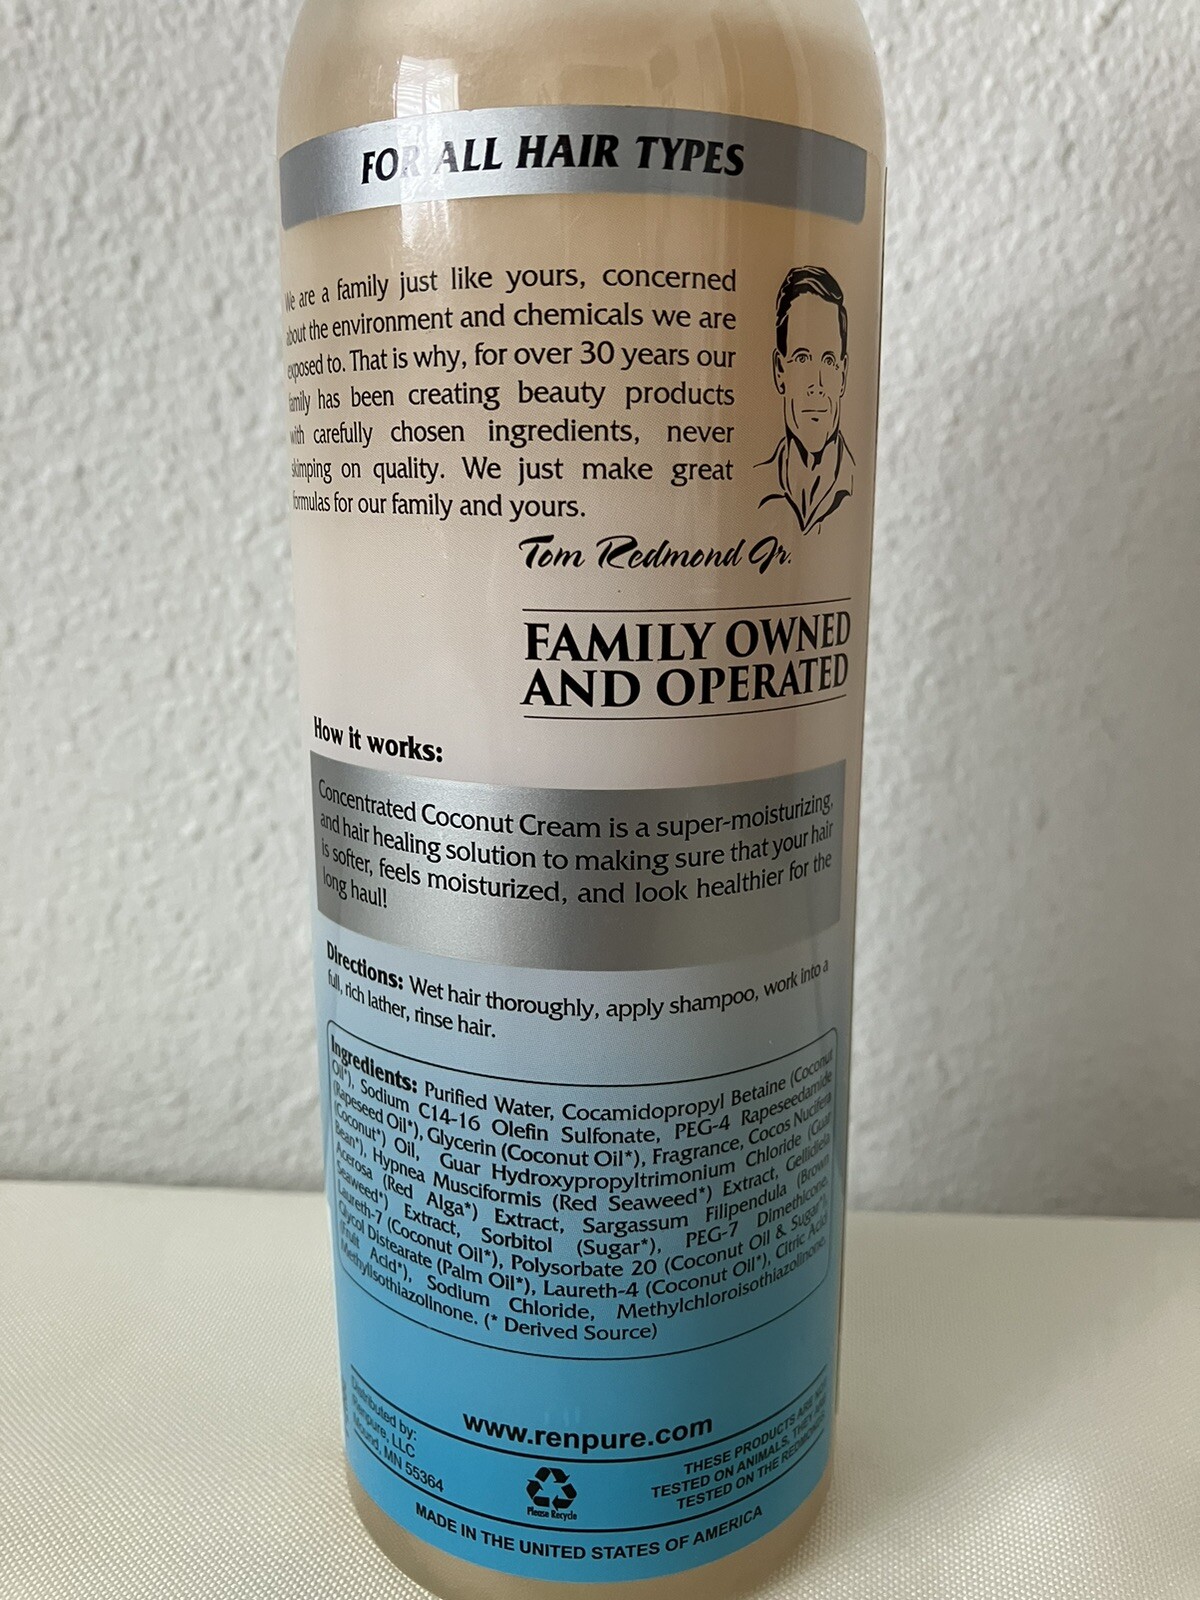 FOR ALL HAIR TYPES
We are a family just like yours, concerned
about the environment and chemicals we are
exposed to. That is why, for over 30 years our
family has been creating beauty products
with carefully chosen ingredients, never
skimping on quality. We just make great
formulas for our family and yours.
Tom Redmond Jr.
FAMILY OWNED
AND OPERATED
How it works:
Concentrated Coconut Cream is a super-moisturizing,
and hair healing solution to making sure that your hair
is softer, feels moisturized, and look healthier for the
long haul!
Directions: Wet hair thoroughly, apply shampoo, work into a
full, rich lather, rinse hair.
Ingredients: Purified Water, Cocamidopropyl Betaine (Coconut
Oil*), Sodium C14-16 Olefin Sulfonate, PEG-4 Rapeseedamide
(Rapeseed Oil*), Glycerin (Coconut Oil*), Fragrance, Cocos Nucifera
(Coconut*) Oil, Guar Hydroxypropyltrimonium Chloride (Guar
Bean*), Hypnea Musciformis (Red Seaweed*) Extract, Gellidiela
Acerosa (Red Alga*) Extract, Sargassum Filipendula (Brown
Seaweed*) Extract, Sorbitol (Sugar*), PEG-7 Dimethicone,
Laureth-7 (Coconut Oil*), Polysorbate 20 (Coconut Oil & Sugar*),
Glycol Distearate (Palm Oil*), Laureth-4 (Coconut Oil*), Citric Acid
(Fruit Acid*), Sodium Chloride, Methylchloroisothiazolinone,
Methylisothiazolinone. (* Derived Source)
www.renpure.com
Distributed by:
Renpure, LLC
Mound, MN 55364
Please Recycle
THESE PRODUCTS ARE NOT
TESTED ON ANIMALS, THEY ARE
TESTED ON THE REDMONDS
MADE IN THE UNITED STATES OF AMERICA